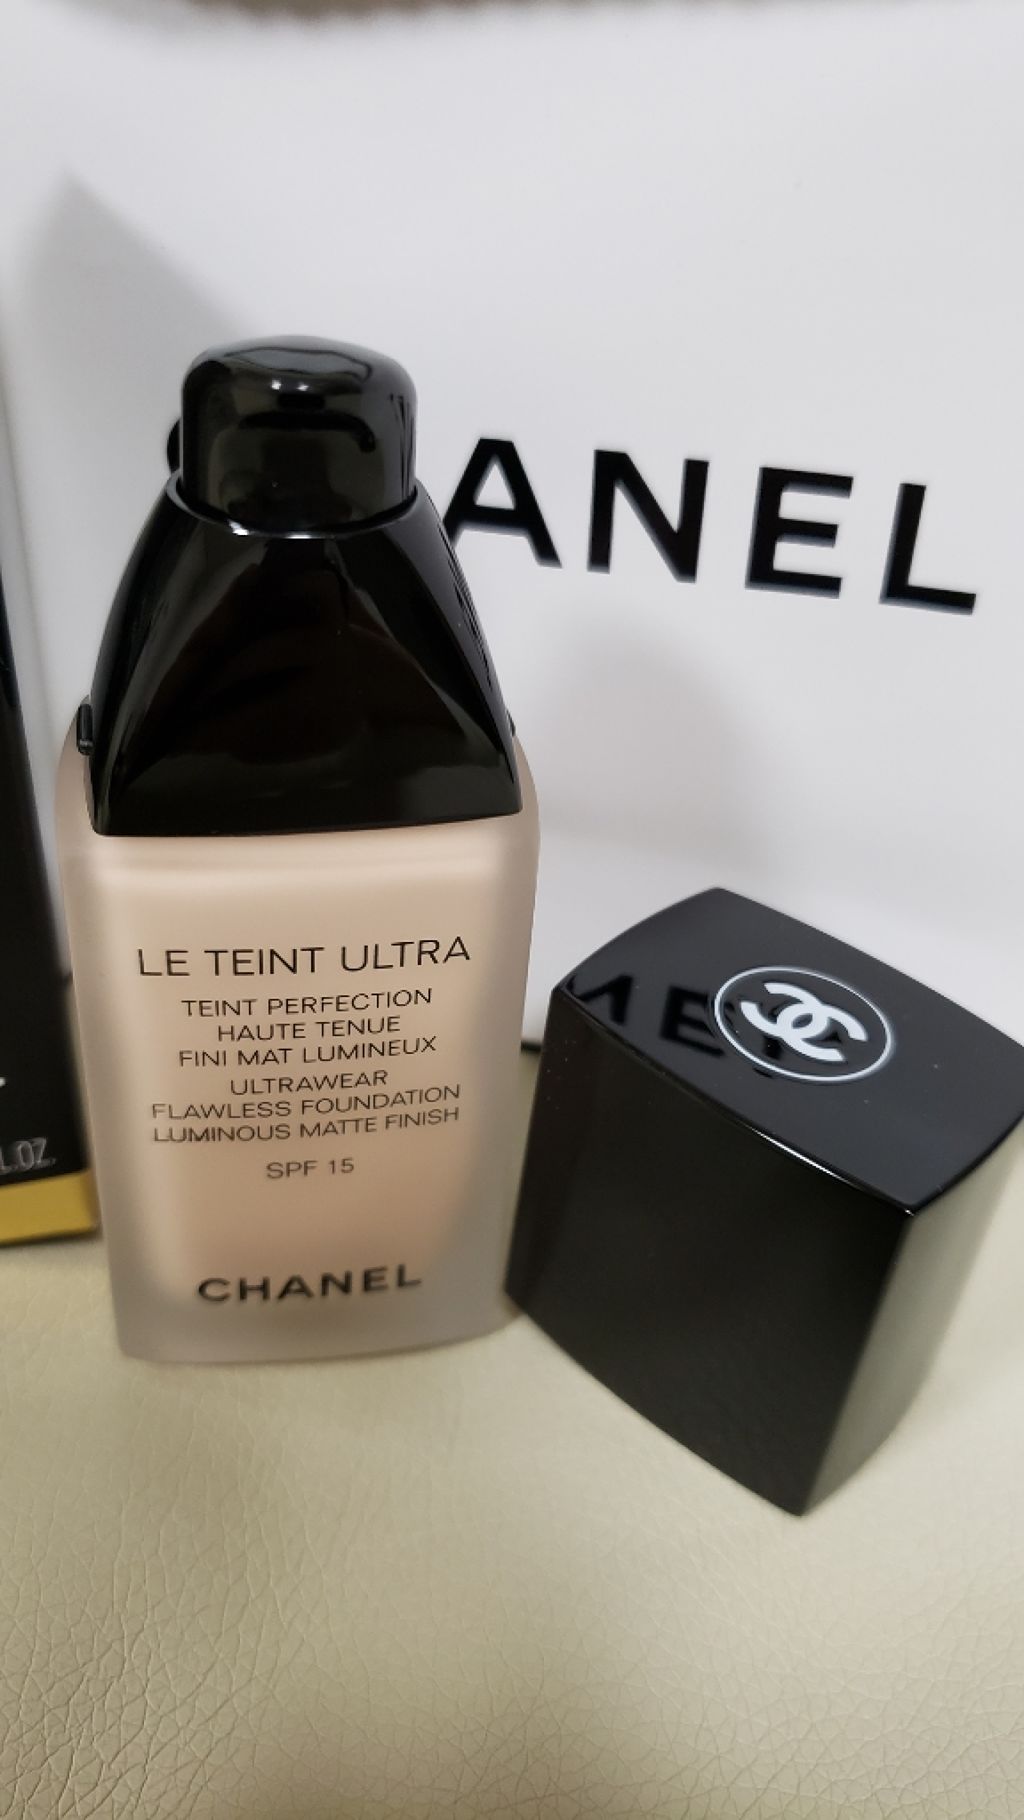 ANEL
LE TEINT ULTRA
TEINT PERFECTION
HAUTE TENUE
FINI MAT LUMINEUX
ULTRAWEAR
FLAWLESS FOUNDATION
LUMINOUS MATTE FINISH
SPF 15
CHANEL
L.OZ.